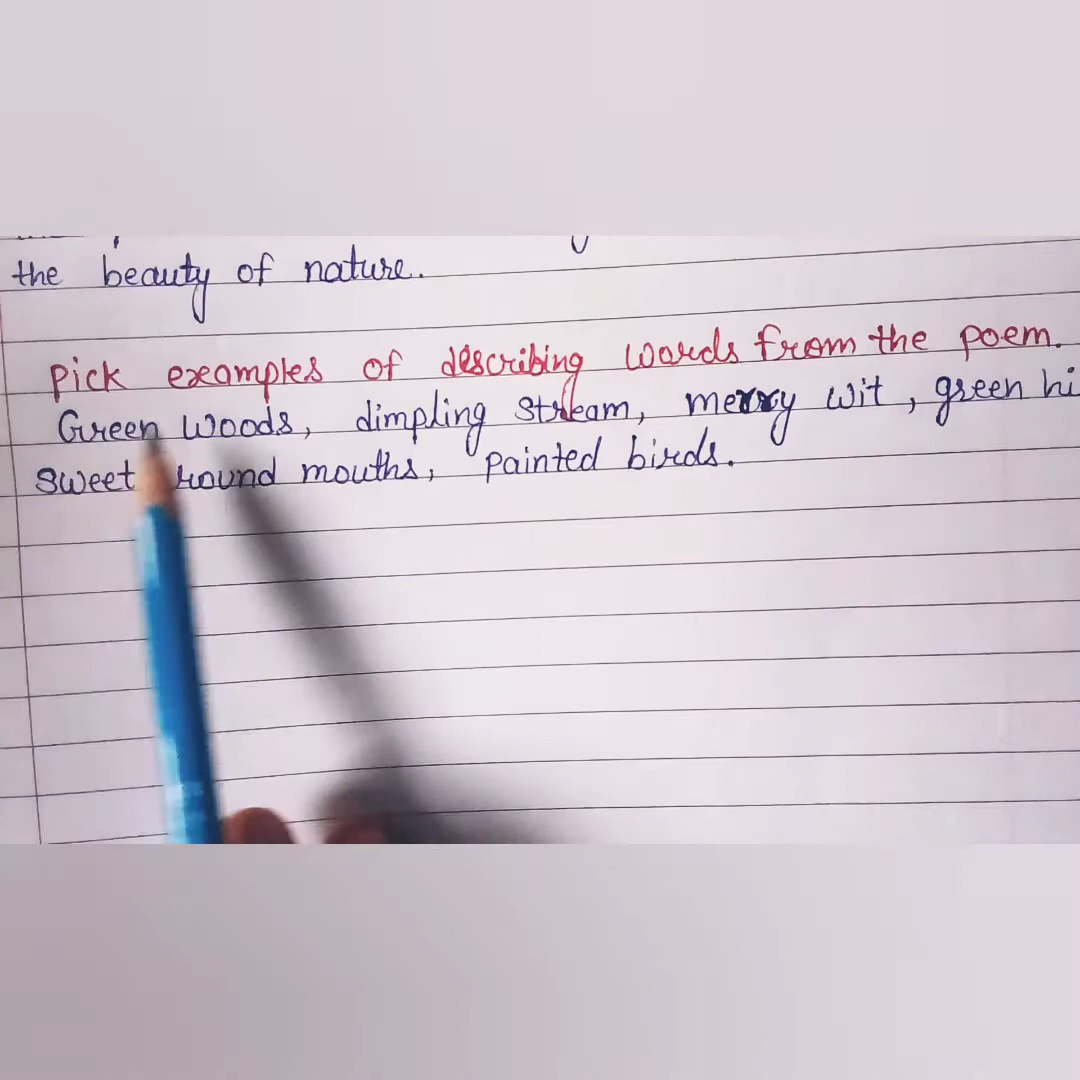 the beauty of nature.
Pick examples of describing words from the poem.
Green woods, dimpling stream, merry wit, green hi
sweet round mouths, painted birds.